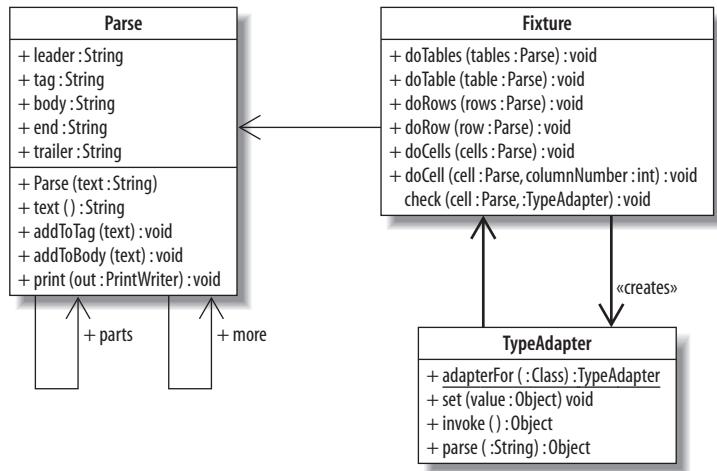 Parse
+ leader : String
+ tag : String
+ body : String
+ end : String
+ trailer : String
+ Parse (text : String)
+ text ( ) : String
+ addToTag (text) : void
+ addToBody (text) : void
+ print (out : PrintWriter) : void
+ parts
+ more
Fixture
+ doTables (tables : Parse) : void
+ doTable (table : Parse) : void
+ doRows (rows : Parse) : void
+ doRow (row : Parse) : void
+ doCells (cells : Parse) : void
+ doCell (cell : Parse, columnNumber : int) : void
check (cell : Parse, :TypeAdapter) : void
«creates»
TypeAdapter
+ adapterFor ( : Class) : TypeAdapter
+ set (value : Object) void
+ invoke ( ) : Object
+ parse ( :String) : Object